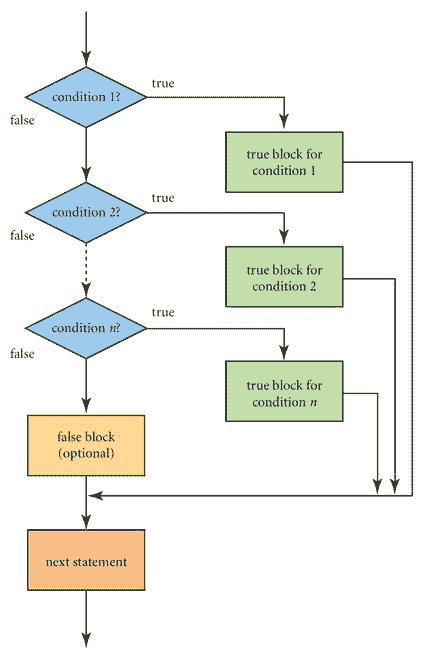 condition 1?
true
false
true block for
condition 1
condition 2?
true
false
true block for
condition 2
condition n?
true
false
true block for
condition n
false block
(optional)
next statement